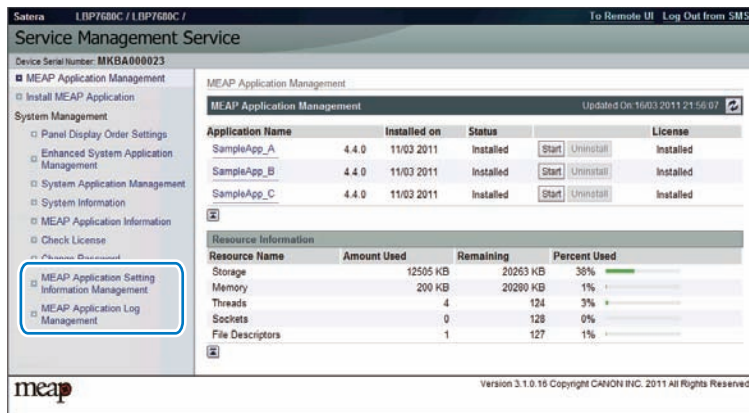 Satera LBP7680C / LBP7680C / To Remote UI Log Out from SMS
Service Management Service
Device Serial Number: MKBA000023
MEAP Application Management
Install MEAP Application
System Management
Panel Display Order Settings
Enhanced System Application
Management
System Application Management
System Information
MEAP Application Information
Check License
Change Password
MEAP Application Setting
Information Management
MEAP Application Log
Management
MEAP Application Management
MEAP Application Management Updated On:16/03 2011 21:56:07
Application Name Installed on Status License
SampleApp_A 4.4.0 11/03 2011 Installed Start Uninstall Installed
SampleApp_B 4.4.0 11/03 2011 Installed Start Uninstall Installed
SampleApp_C 4.4.0 11/03 2011 Installed Start Uninstall Installed
Resource Information
Resource Name Amount Used Remaining Percent Used
Storage 12505 KB 20263 KB 38%
Memory 200 KB 20280 KB 1%
Threads 4 124 3%
Sockets 0 128 0%
File Descriptors 1 127 1%
meap Version 3.1.0.16 Copyright CANON INC. 2011 All Rights Reserved